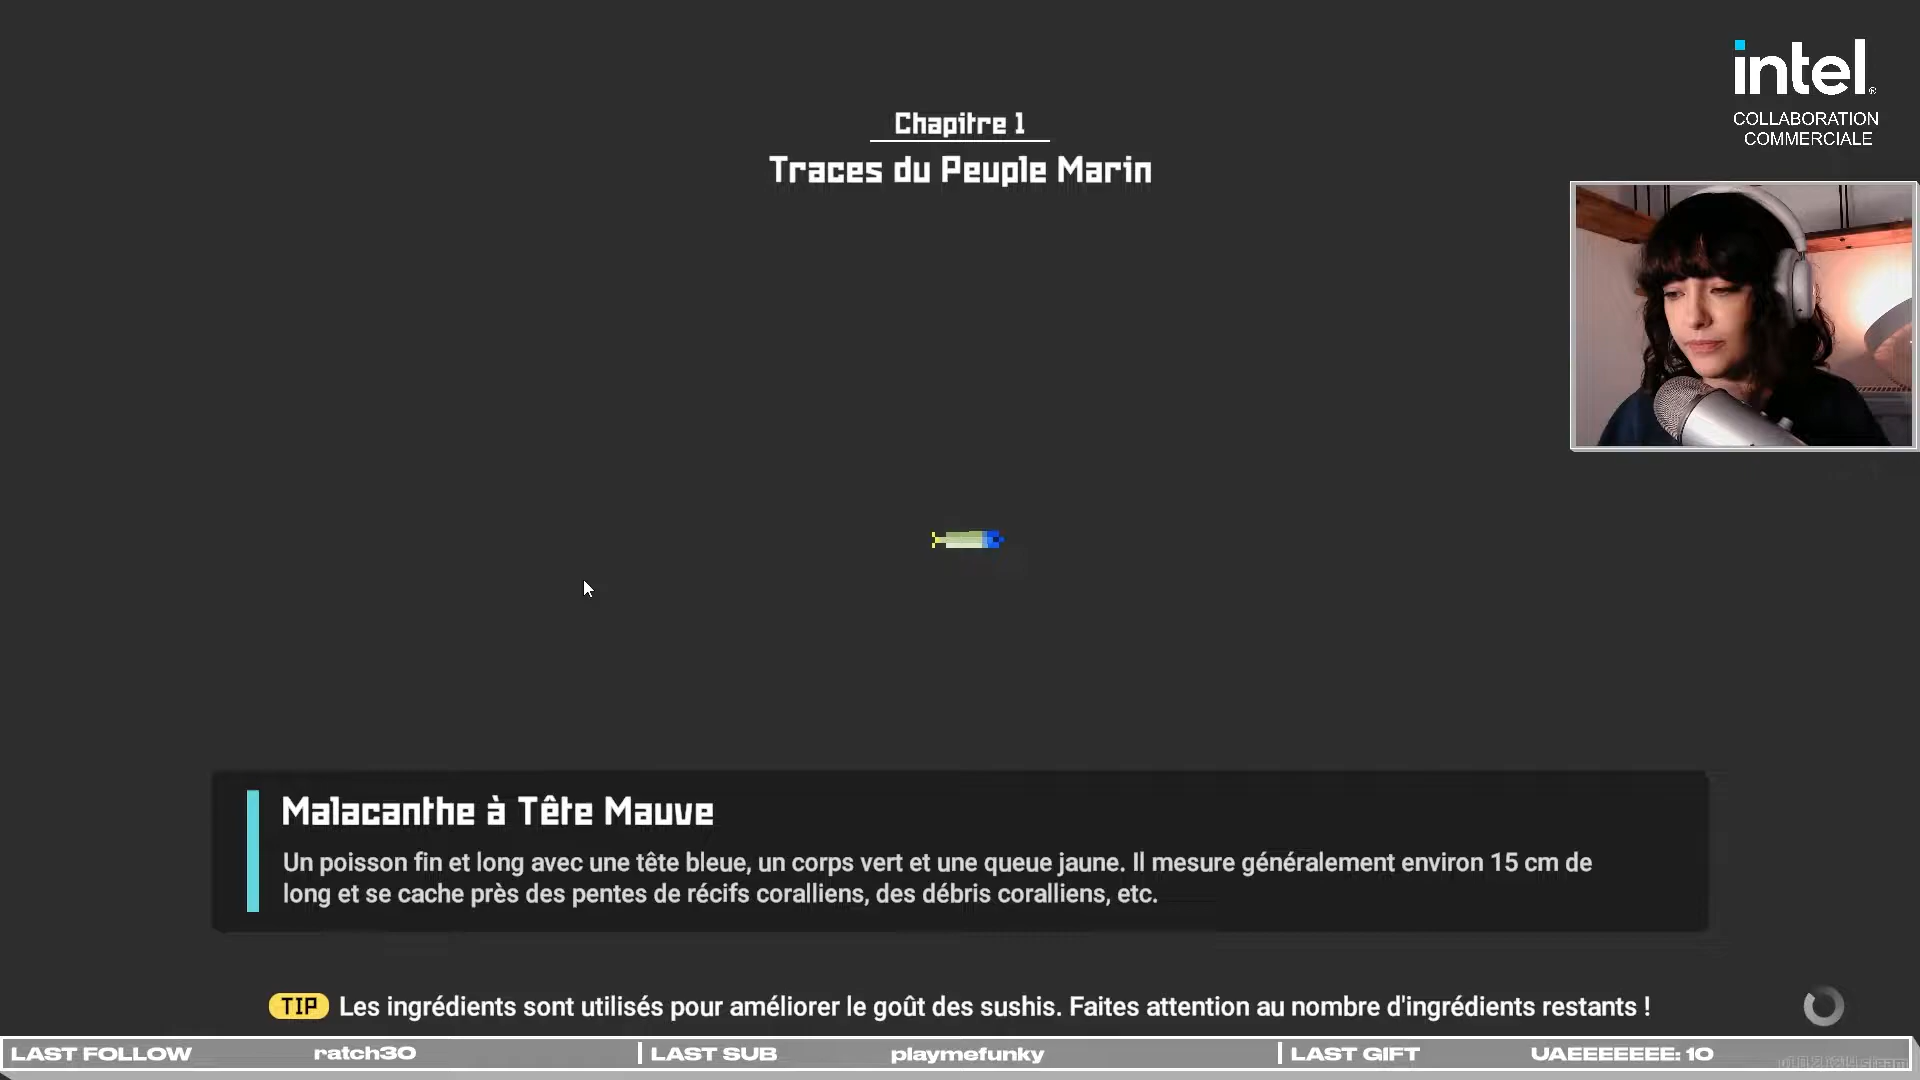 intel
COLLABORATION
COMMERCIALE
Chapitre 1
Traces du Peuple Marin
Malacanthe à Tête Mauve
Un poisson fin et long avec une tête bleue, un corps vert et une queue jaune. Il mesure généralement environ 15 cm de
long et se cache près des pentes de récifs coralliens, des débris coralliens, etc.
TIP Les ingrédients sont utilisés pour améliorer le goût des sushis. Faites attention au nombre d'ingrédients restants !
LAST FOLLOW ratch30 LAST SUB playmefunky LAST GIFT UAEEEEEEE: 10